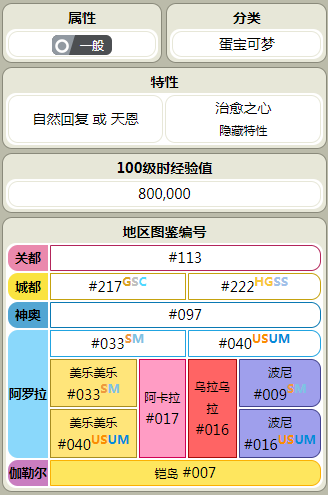 属性
分类
一般
蛋宝可梦
特性
自然回复 或 天恩
治愈之心
隐藏特性
100级时经验值
800,000
地区图鉴编号
关都
#113
城都
#217GSC
#222HGSS
神奥
#097
阿罗拉
#033SM
#040USUM
美乐美乐
#033SM
美乐美乐
#040USUM
阿卡拉
#017
乌拉乌
拉
#016
波尼
#009SM
波尼
#016USUM
伽勒尔
铠岛 #007